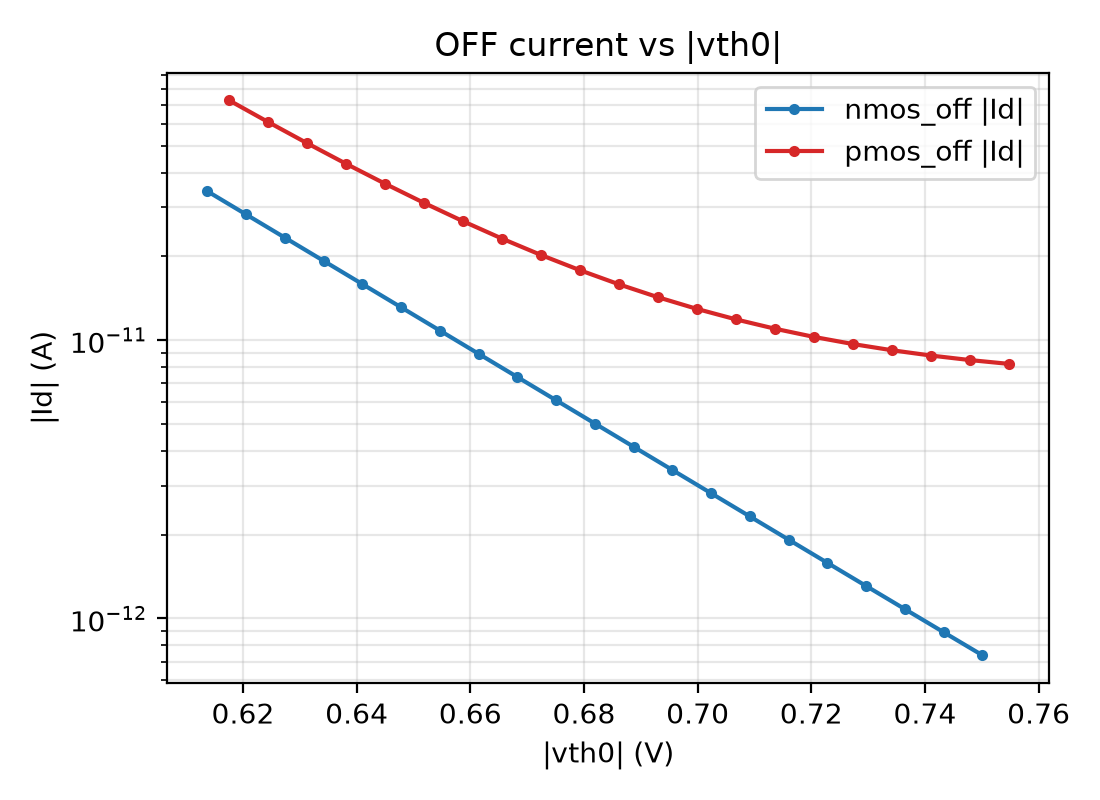 OFF current vs |vth0|
nmos_off |Id|
pmos_off |Id|
|Id| (A)
10⁻¹¹
10⁻¹²
0.62 0.64 0.66 0.68 0.70 0.72 0.74 0.76
|vth0| (V)